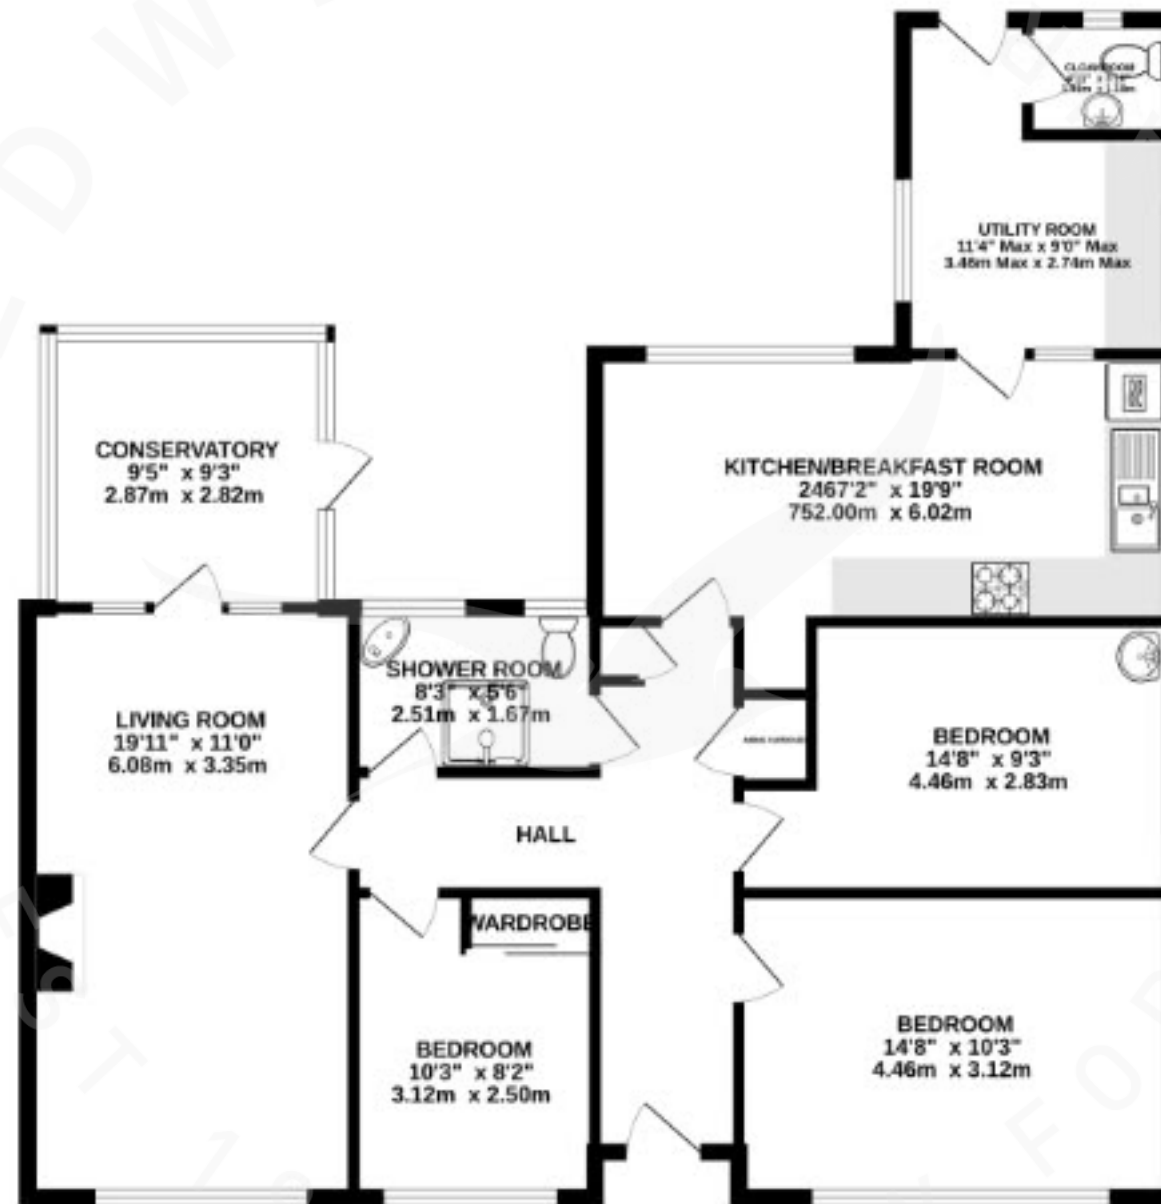 CLOAKROOM
UTILITY ROOM
11'4" Max x 9'0" Max
3.46m Max x 2.74m Max
CONSERVATORY
9'5" x 9'3"
2.87m x 2.82m
KITCHEN/BREAKFAST ROOM
2467'2" x 19'9"
752.00m x 6.02m
SHOWER ROOM
8'3" x 5'6"
2.51m x 1.67m
LIVING ROOM
19'11" x 11'0"
6.08m x 3.35m
BEDROOM
14'8" x 9'3"
4.46m x 2.83m
HALL
WARDROBE
BEDROOM
10'3" x 8'2"
3.12m x 2.50m
BEDROOM
14'8" x 10'3"
4.46m x 3.12m